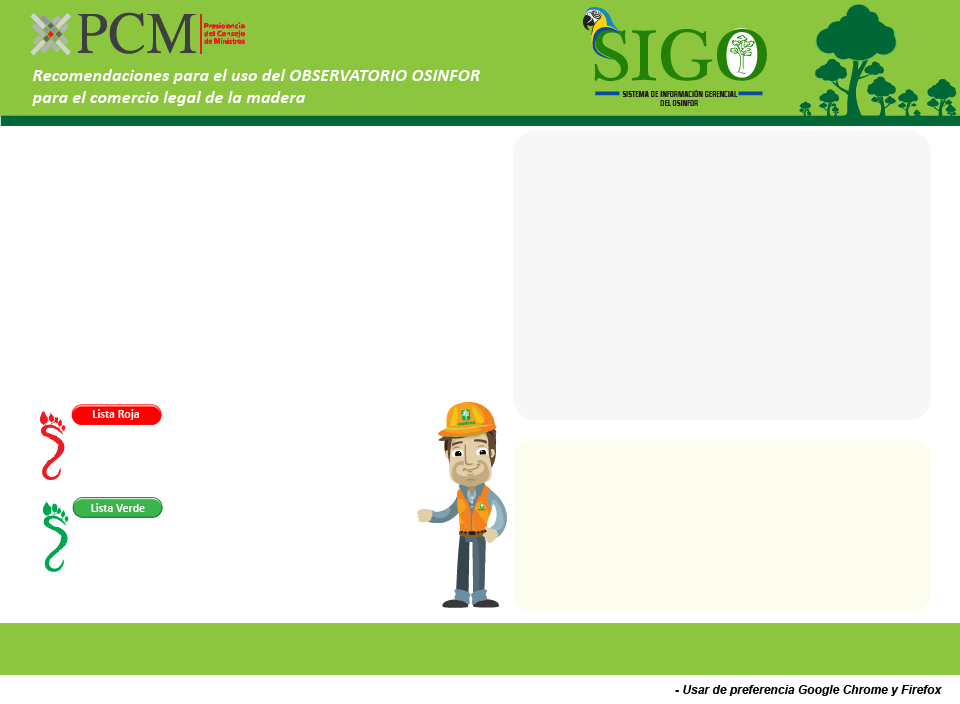 PCM
Presidencia
del Consejo
de Ministros
Recomendaciones para el uso del OBSERVATORIO OSINFOR
para el comercio legal de la madera
SIGO
SISTEMA DE INFORMACIÓN GERENCIAL
DEL OSINFOR
Lista Roja
Lista Verde
OSINFOR
- Usar de preferencia Google Chrome y Firefox